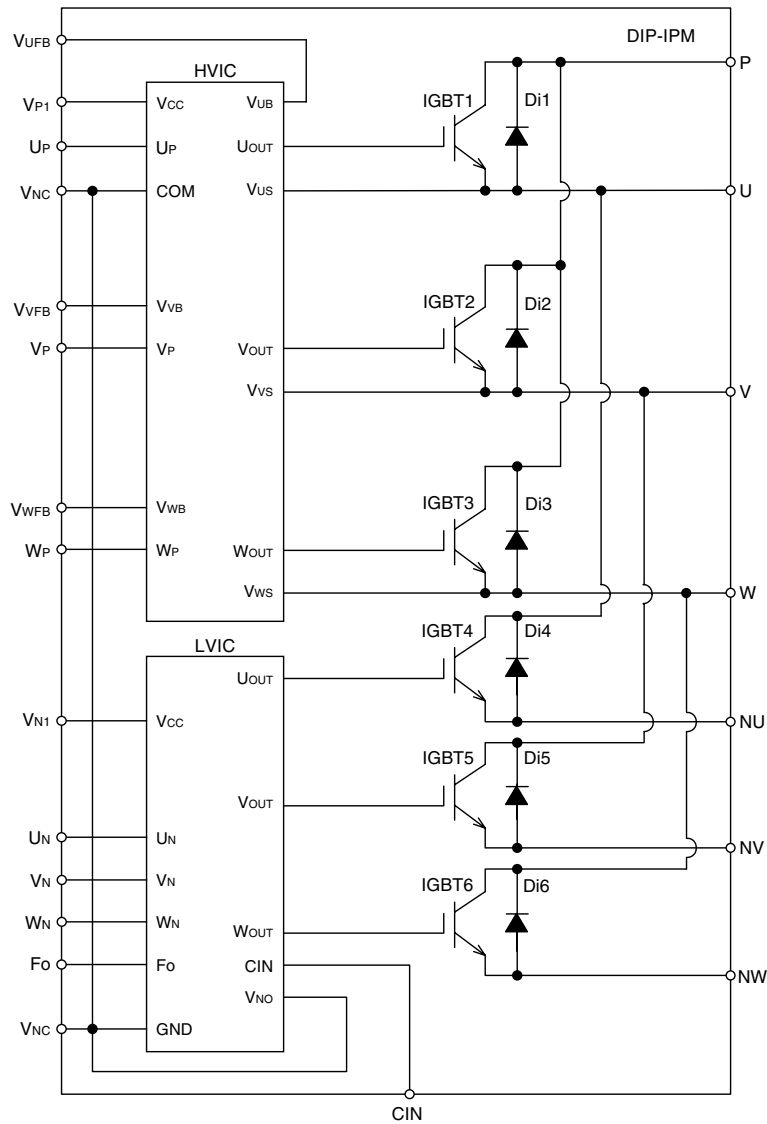 DIP-IPM
VUFB
P
HVIC
IGBT1
Di1
VP1
VCC
VUB
UP
UP
UOUT
VNC
COM
VUS
U
IGBT2
Di2
VVFB
VVB
VP
VP
VOUT
VVS
V
IGBT3
Di3
VWFB
VWB
WP
WP
WOUT
VWS
W
LVIC
IGBT4
Di4
UOUT
VN1
VCC
NU
IGBT5
Di5
VOUT
UN
UN
NV
VN
VN
IGBT6
Di6
WN
WN
WOUT
Fo
Fo
CIN
NW
VNO
VNC
GND
CIN